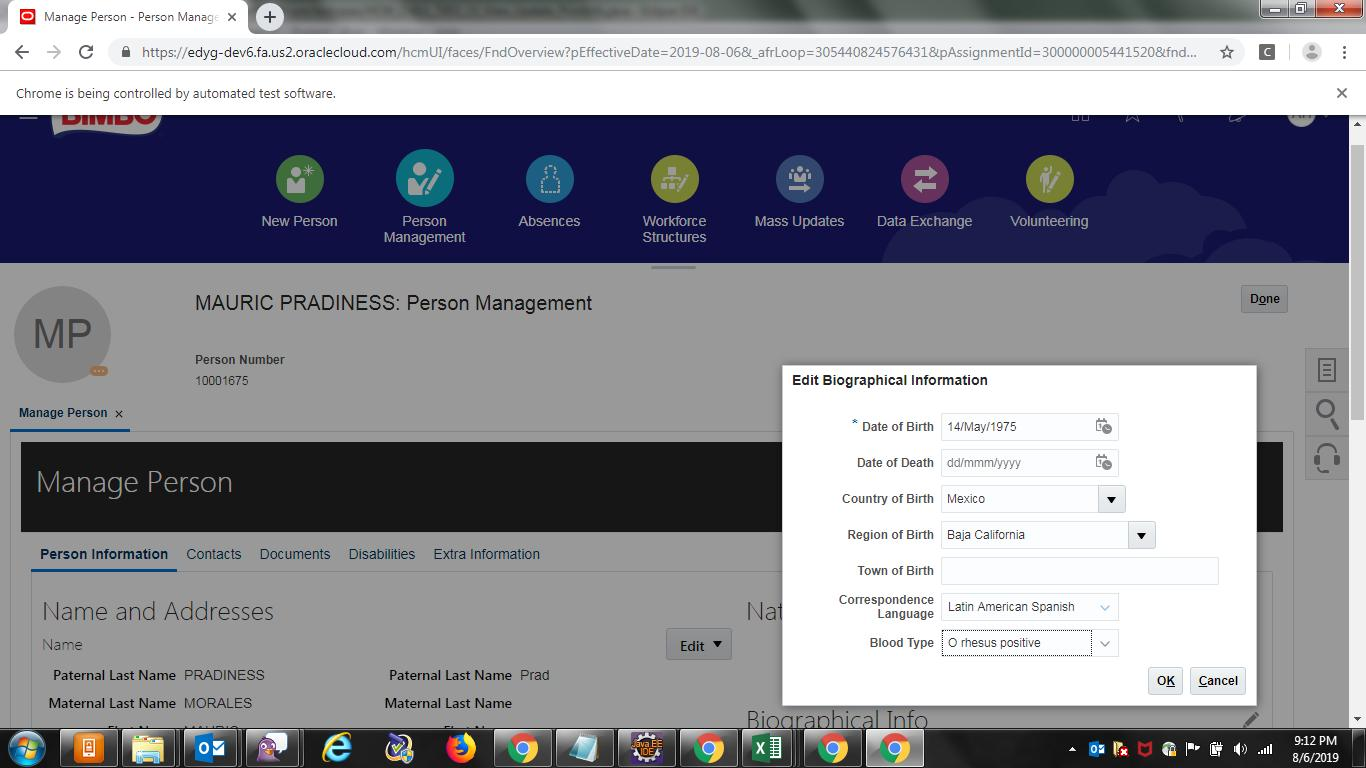 Manage Person - Person Manage
https://edyg-dev6.fa.us2.oraclecloud.com/hcmUI/faces/FndOverview?pEffectiveDate=2019-08-06&_afrLoop=305440824576431&pAssignmentId=300000005441520&fnd...
C
Chrome is being controlled by automated test software.
BIMBO
New Person
Person
Management
Absences
Workforce
Structures
Mass Updates
Data Exchange
Volunteering
MP
MAURIC PRADINESS: Person Management
Done
Person Number
10001675
Manage Person
Manage Person
Person Information Contacts Documents Disabilities Extra Information
Name and Addresses
Name
Edit
Paternal Last Name PRADINESS
Paternal Last Name Prad
Maternal Last Name MORALES
Maternal Last Name
Nat
Biographical Info
Edit Biographical Information
* Date of Birth 14/May/1975
Date of Death dd/mmm/yyyy
Country of Birth Mexico
Region of Birth Baja California
Town of Birth
Correspondence
Language Latin American Spanish
Blood Type O rhesus positive
OK Cancel
Java EE
IDE
9:12 PM
8/6/2019